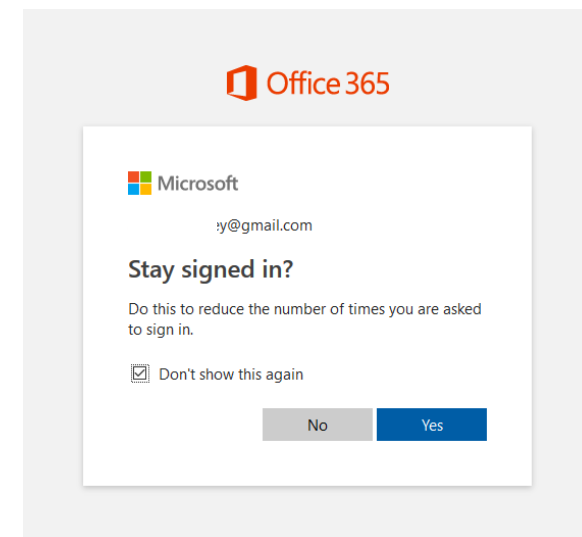 Office 365
Microsoft
ey@gmail.com
Stay signed in?
Do this to reduce the number of times you are asked
to sign in.
Don't show this again
No
Yes